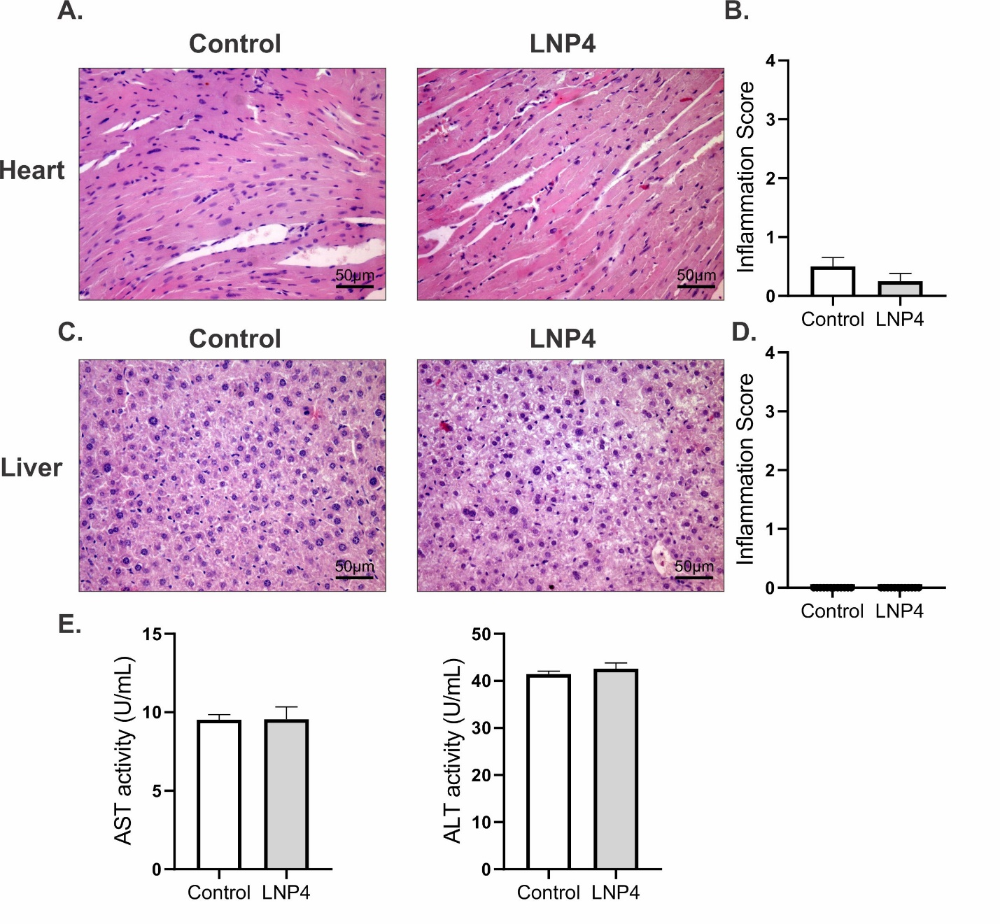 A.
B.
Control
LNP4
Heart
50µm
50µm
Inflammation Score
4
3
2
1
0
Control LNP4
C.
D.
Control
LNP4
Liver
50µm
50µm
Inflammation Score
4
3
2
1
0
Control LNP4
E.
AST activity (U/mL)
15
10
5
0
Control LNP4
ALT activity (U/mL)
50
40
30
20
10
0
Control LNP4